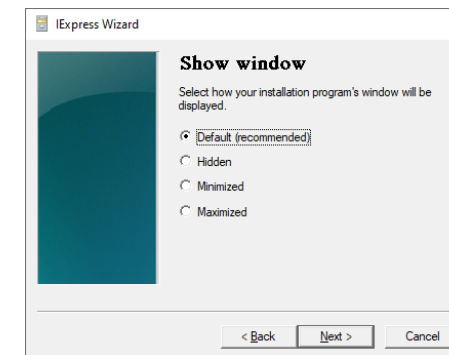 IExpress Wizard
Show window
Select how your installation program's window will be
displayed.
Default (recommended)
Hidden
Minimized
Maximized
< Back Next > Cancel